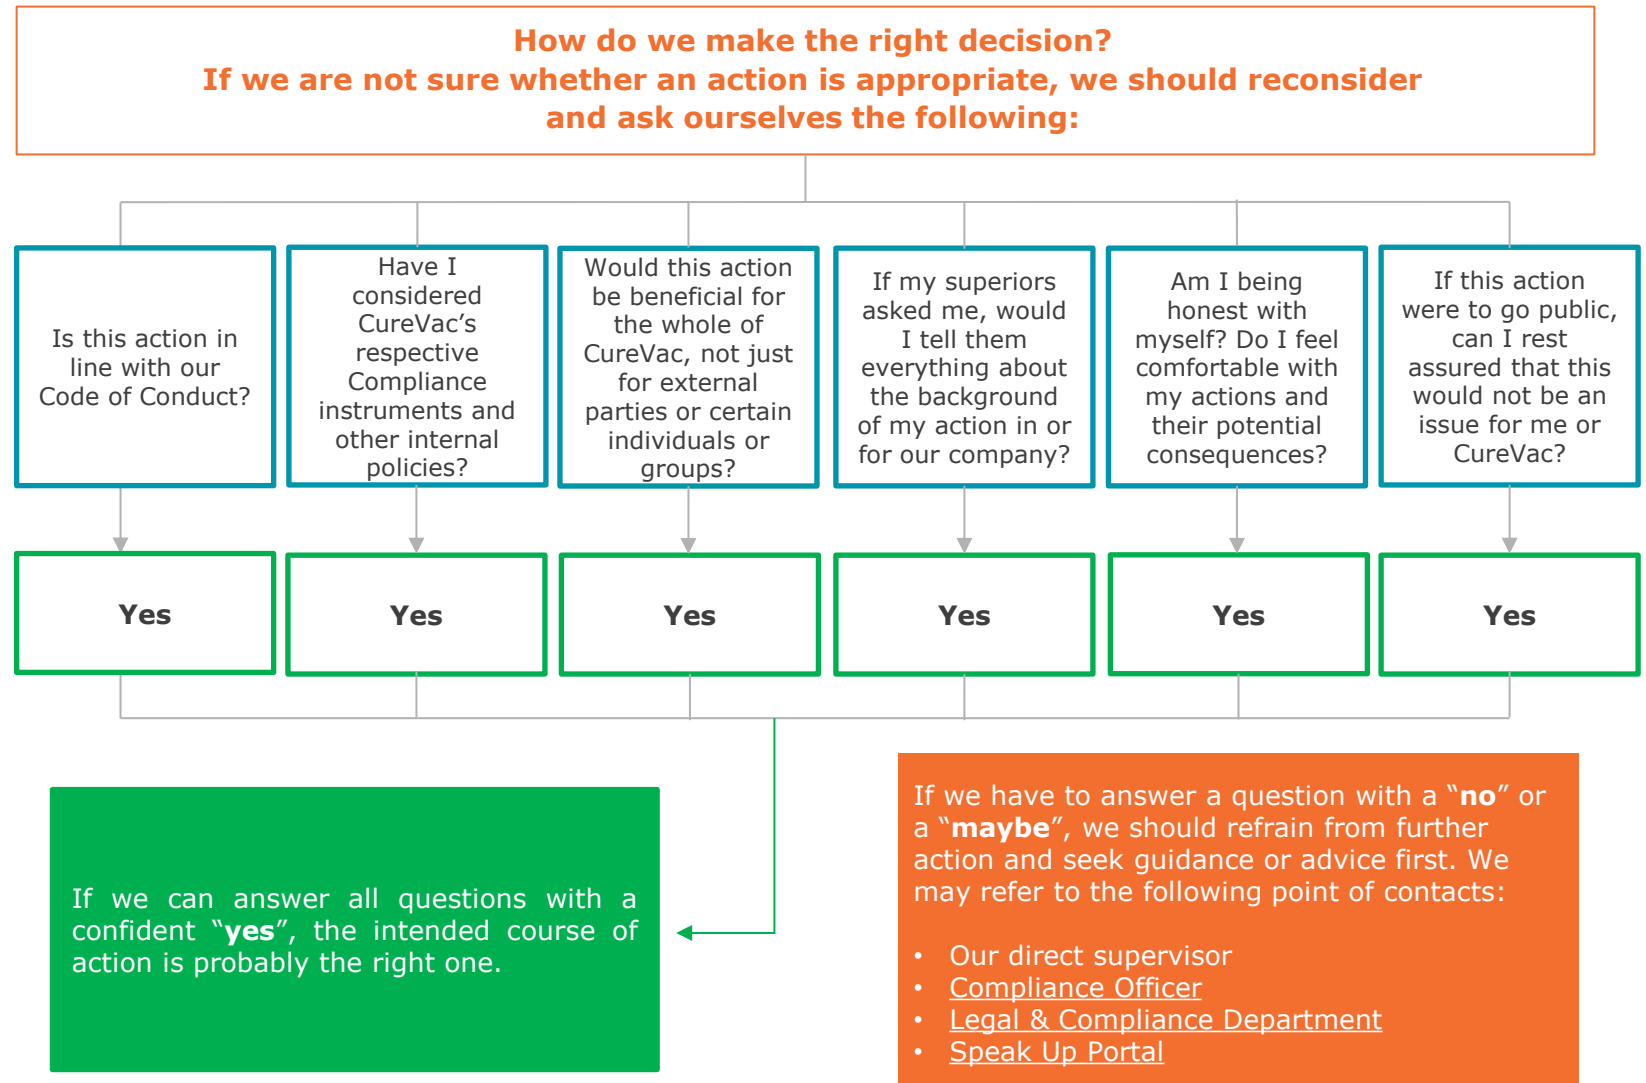 How do we make the right decision?
If we are not sure whether an action is appropriate, we should reconsider
and ask ourselves the following:
Is this action in
line with our
Code of Conduct?
Have I
considered
CureVac’s
respective
Compliance
instruments and
other internal
policies?
Would this action
be beneficial for
the whole of
CureVac, not just
for external
parties or certain
individuals or
groups?
If my superiors
asked me, would
I tell them
everything about
the background
of my action in or
for our company?
Am I being
honest with
myself? Do I feel
comfortable with
my actions and
their potential
consequences?
If this action
were to go public,
can I rest
assured that this
would not be an
issue for me or
CureVac?
Yes
Yes
Yes
Yes
Yes
Yes
If we can answer all questions with a
confident “yes”, the intended course of
action is probably the right one.
If we have to answer a question with a “no” or
a “maybe”, we should refrain from further
action and seek guidance or advice first. We
may refer to the following point of contacts:
• Our direct supervisor
• Compliance Officer
• Legal & Compliance Department
• Speak Up Portal